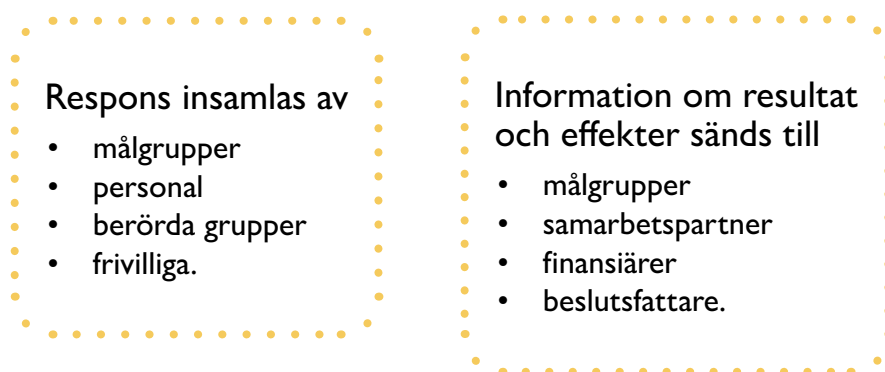 Respons insamlas av
• målgrupper
• personal
• berörda grupper
• frivilliga.
Information om resultat
och effekter sänds till
• målgrupper
• samarbetspartner
• finansiärer
• beslutsfattare.